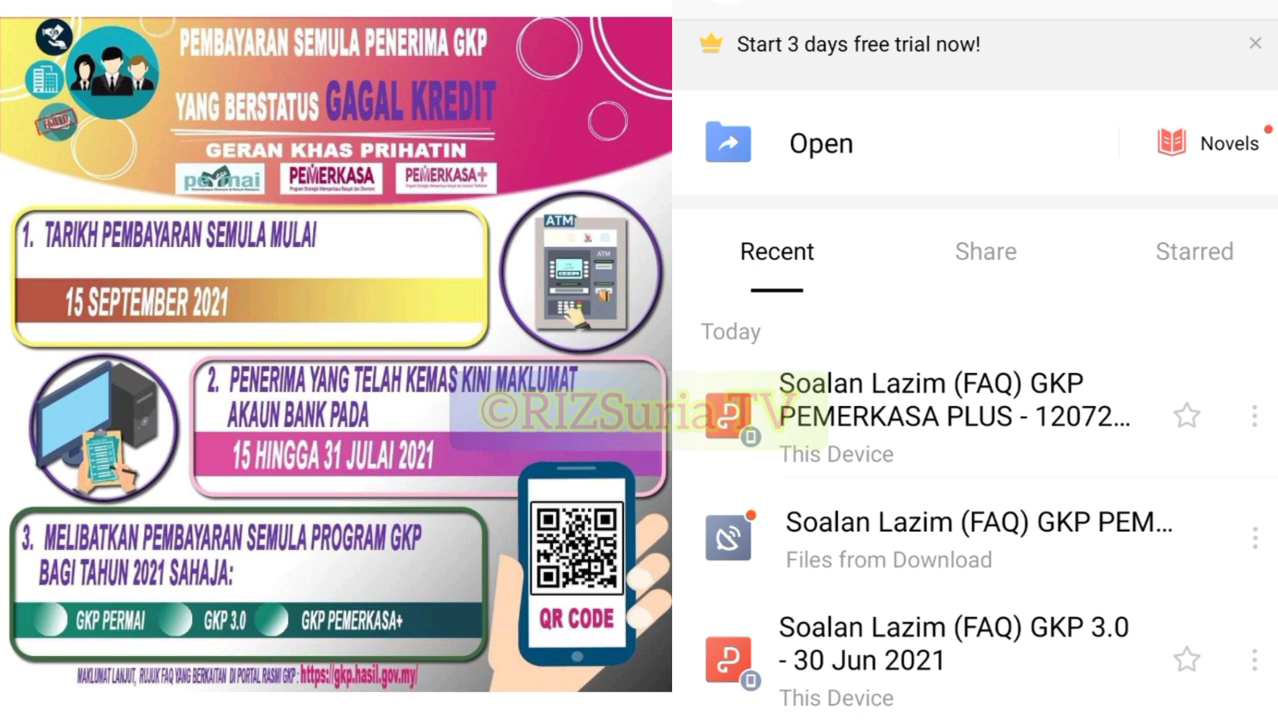 PEMBAYARAN SEMULA PENERIMA GKP
YANG BERSTATUS GAGAL KREDIT
GERAN KHAS PRIHATIN
FAILED
permai
PEMERKASA
PEMERKASA+
1. TARIKH PEMBAYARAN SEMULA MULAI
15 SEPTEMBER 2021
ATM
ATM
2. PENERIMA YANG TELAH KEMAS KINI MAKLUMAT
AKAUN BANK PADA
15 HINGGA 31 JULAI 2021
©RIZSuria TV
3. MELIBATKAN PEMBAYARAN SEMULA PROGRAM GKP
BAGI TAHUN 2021 SAHAJA:
GKP PERMAI GKP 3.0 GKP PEMERKASA+
QR CODE
MAKLUMAT LANJUT, RUJUK FAQ YANG BERKAITAN DI PORTAL RASMI GKP : https://gkp.hasil.gov.my/
Start 3 days free trial now!
Open
Novels
Recent Share Starred
Today
Soalan Lazim (FAQ) GKP
PEMERKASA PLUS - 12072...
This Device
Soalan Lazim (FAQ) GKP PEM...
Files from Download
Soalan Lazim (FAQ) GKP 3.0
- 30 Jun 2021
This Device